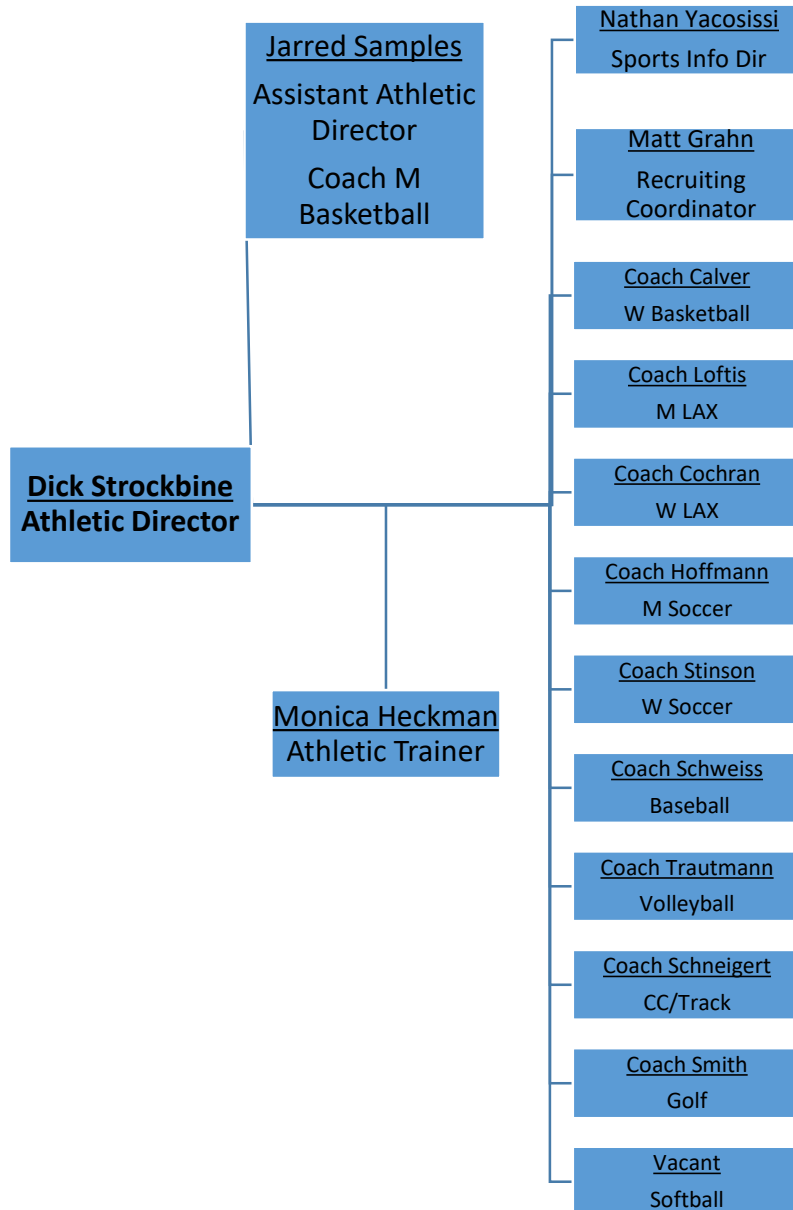 Jarred Samples
Assistant Athletic
Director
Coach M
Basketball
Dick Strockbine
Athletic Director
Monica Heckman
Athletic Trainer
Nathan Yacosissi
Sports Info Dir
Matt Grahn
Recruiting
Coordinator
Coach Calver
W Basketball
Coach Loftis
M LAX
Coach Cochran
W LAX
Coach Hoffmann
M Soccer
Coach Stinson
W Soccer
Coach Schweiss
Baseball
Coach Trautmann
Volleyball
Coach Schneigert
CC/Track
Coach Smith
Golf
Vacant
Softball